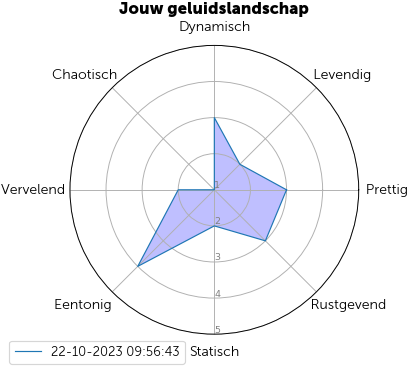 Jouw geluidslandschap
Dynamisch
Chaotisch
Levendig
Vervelend
Prettig
1
2
3
4
5
Eentonig
Rustgevend
22-10-2023 09:56:43
Statisch